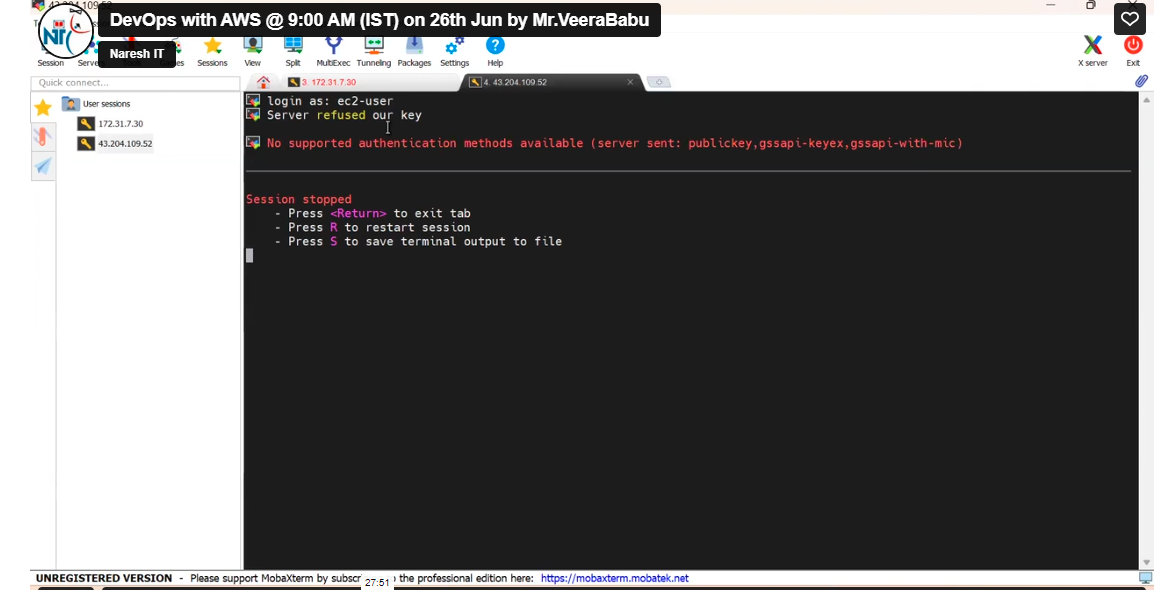 43.204.109.52
DevOps with AWS @ 9:00 AM (IST) on 26th Jun by Mr.VeeraBabu
Naresh IT
Session
Sessions
View
Split
MultiExec
Tunneling
Packages
Settings
Help
X server
Exit
Quick connect...
3. 172.31.7.30
4. 43.204.109.52
User sessions
172.31.7.30
43.204.109.52
login as: ec2-user
Server refused our key
No supported authentication methods available (server sent: publickey,gssapi-keyex,gssapi-with-mic)
Session stopped
- Press <Return> to exit tab
- Press R to restart session
- Press S to save terminal output to file
UNREGISTERED VERSION - Please support MobaXterm by subscr the professional edition here: https://mobaxterm.mobatek.net
27:51